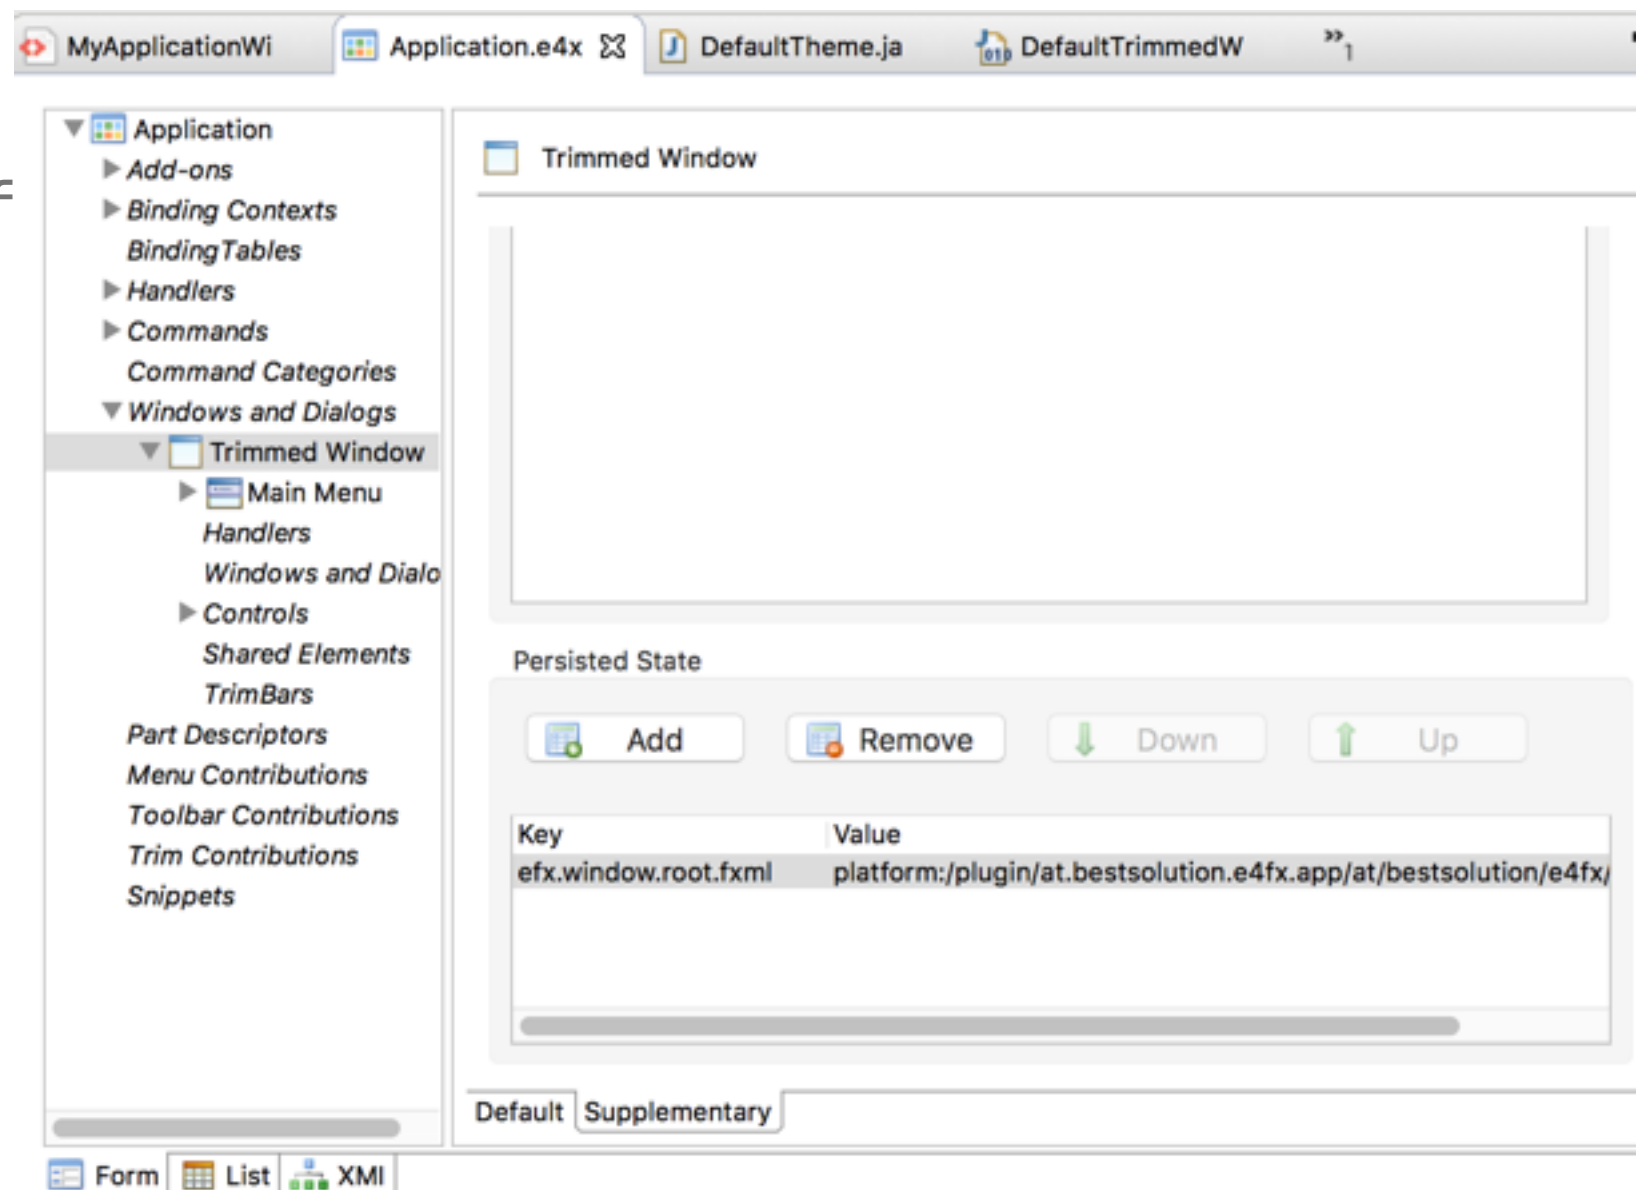 MyApplicationWi Application.e4x DefaultTheme.ja DefaultTrimmedW »1
Application
Add-ons
Binding Contexts
BindingTables
Handlers
Commands
Command Categories
Windows and Dialogs
Trimmed Window
Main Menu
Handlers
Windows and Dialo
Controls
Shared Elements
TrimBars
Part Descriptors
Menu Contributions
Toolbar Contributions
Trim Contributions
Snippets
Trimmed Window
Persisted State
Add Remove Down Up
Key Value
efx.window.root.fxml platform:/plugin/at.bestsolution.e4fx.app/at/bestsolution/e4fx/
Default Supplementary
Form List XMI